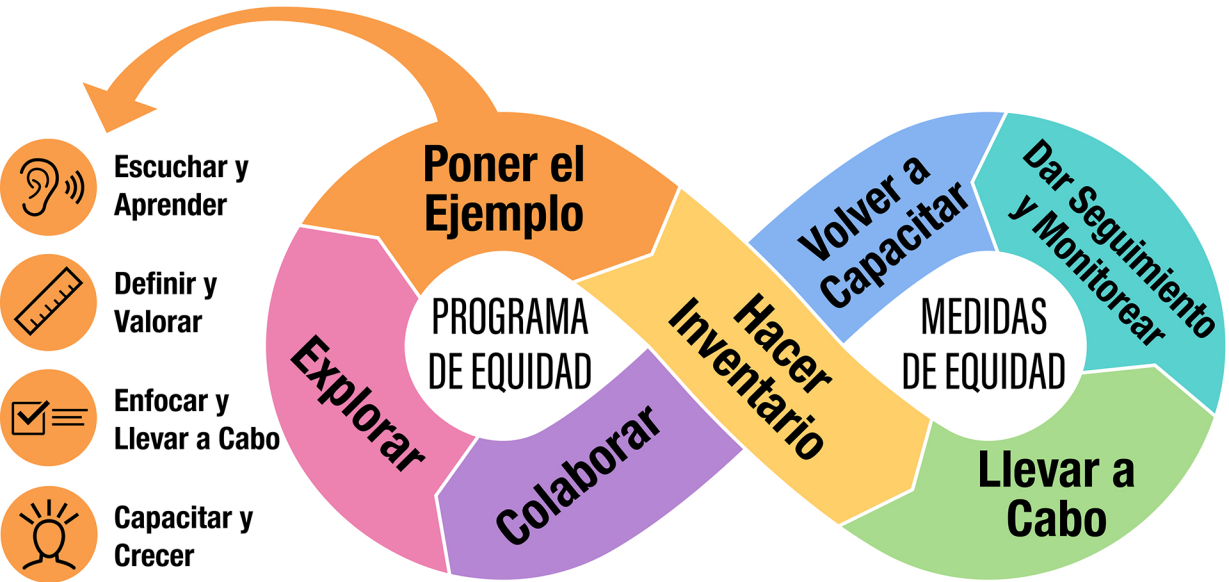 Escuchar y
Aprender
Definir y
Valorar
Enfocar y
Llevar a Cabo
Capacitar y
Crecer
Poner el
Ejemplo
PROGRAMA
DE EQUIDAD
Explorar
Colaborar
Hacer
Inventario
Volver a
Capacitar
Dar Seguimiento
y Monitorear
MEDIDAS
DE EQUIDAD
Llevar a
Cabo